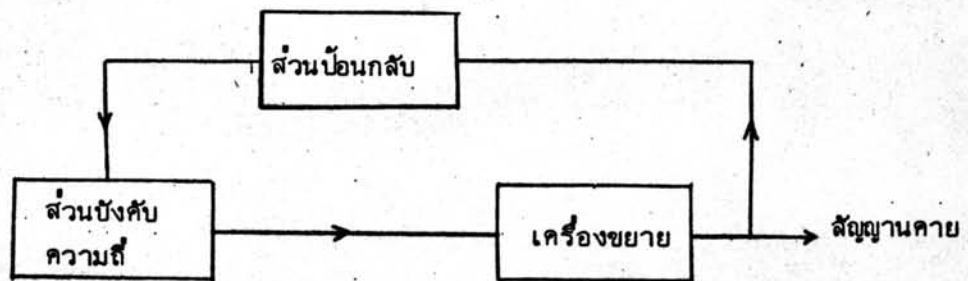 ส่วนป้อนกลับ
ส่วนบังคับ
ความถี่
เครื่องขยาย
สัญญานคาย